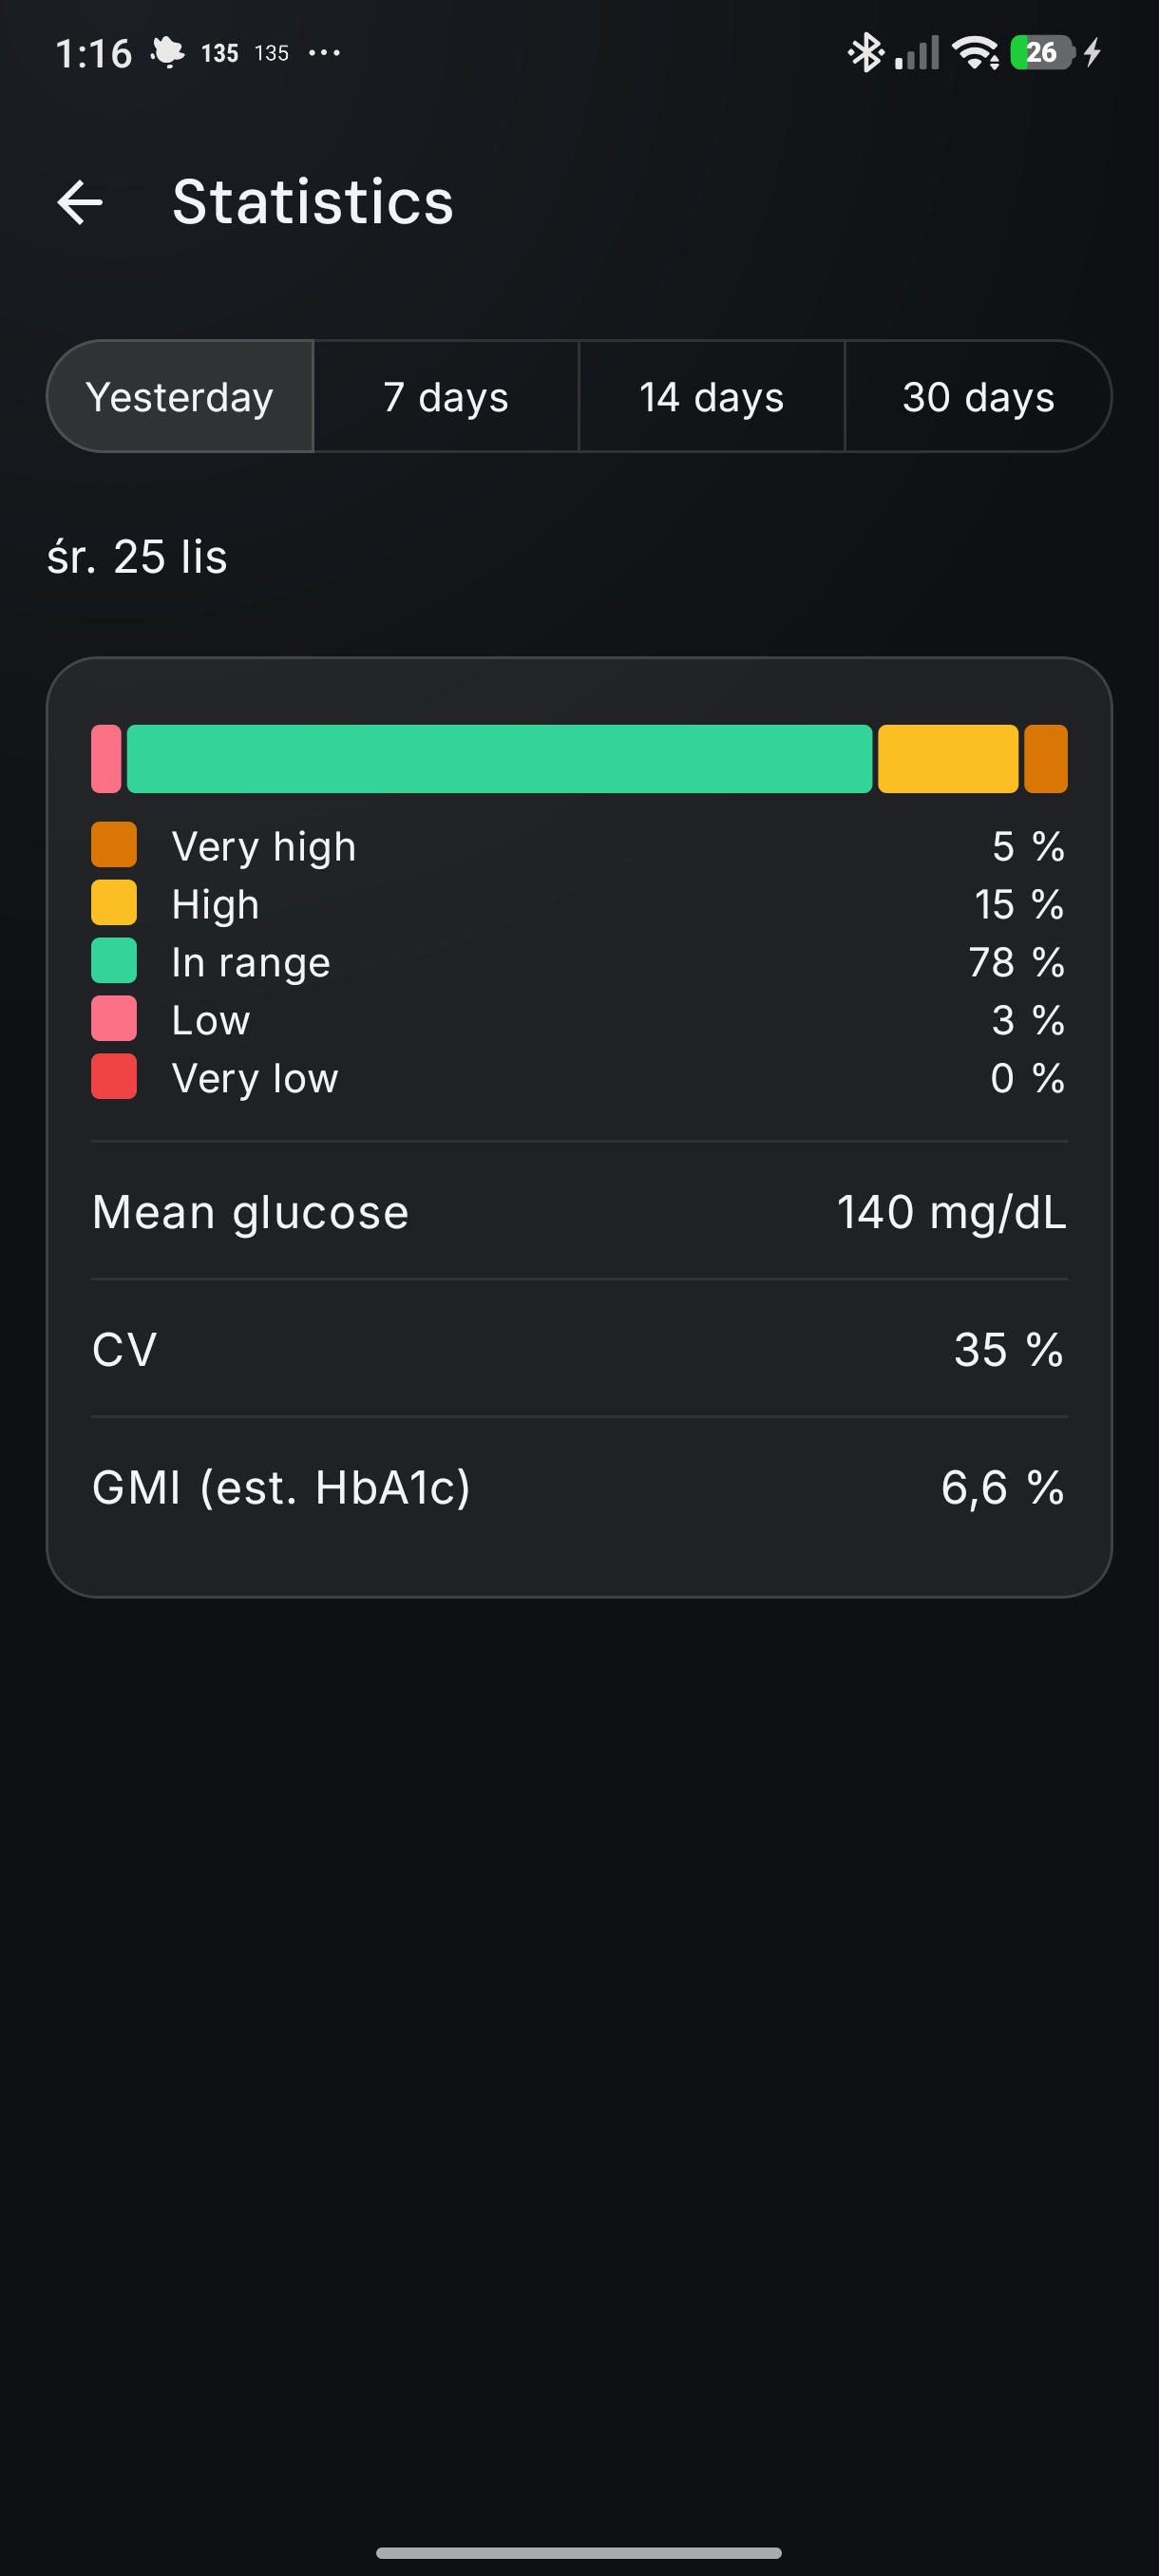 1:16 135 135 ... 26
Statistics
Yesterday 7 days 14 days 30 days
śr. 25 lis
Very high 5 %
High 15 %
In range 78 %
Low 3 %
Very low 0 %
Mean glucose 140 mg/dL
CV 35 %
GMI (est. HbA1c) 6,6 %